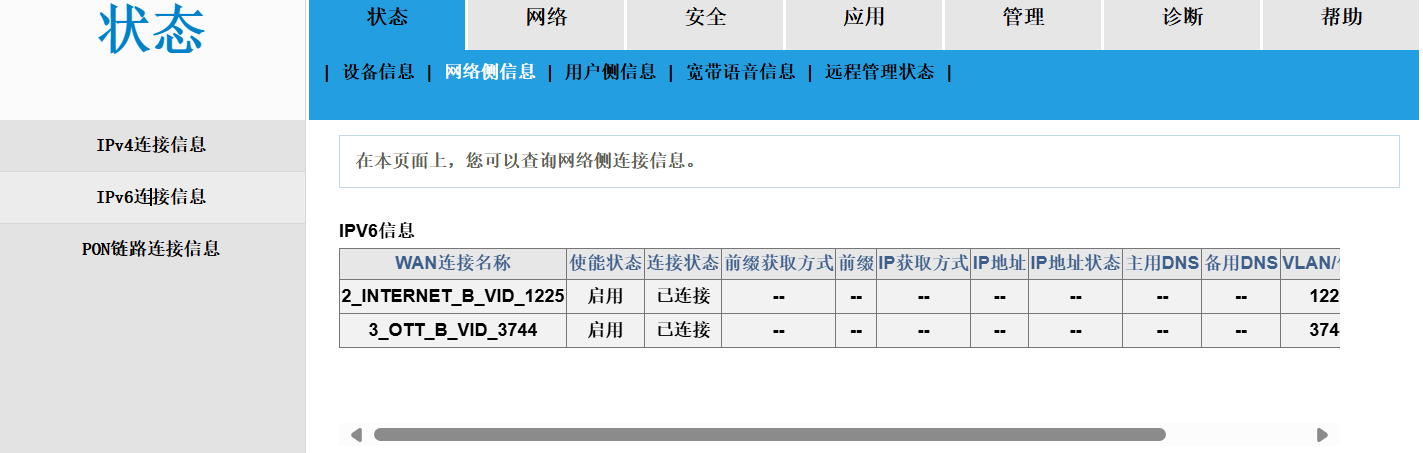 状态
状态 网络 安全 应用 管理 诊断 帮助
| 设备信息 | 网络侧信息 | 用户侧信息 | 宽带语音信息 | 远程管理状态 |
IPv4连接信息
IPv6连接信息
PON链路连接信息
在本页面上，您可以查询网络侧连接信息。
IPV6信息
WAN连接名称 使能状态 连接状态 前缀获取方式 前缀 IP获取方式 IP地址 IP地址状态 主用DNS 备用DNS VLAN/
2_INTERNET_B_VID_1225 启用 已连接 -- -- -- -- -- -- -- 122
3_OTT_B_VID_3744 启用 已连接 -- -- -- -- -- -- -- 374